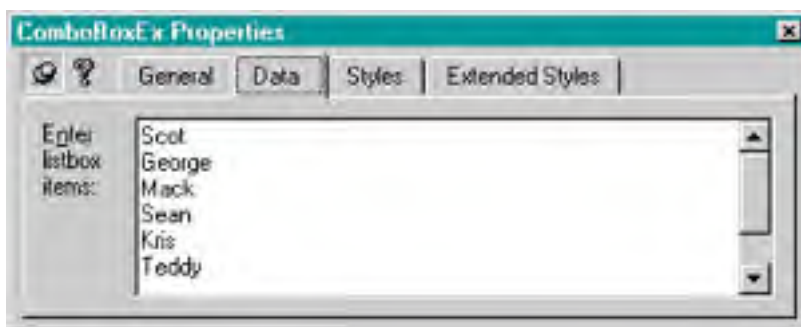 ComboBoxEx Properties
General Data Styles Extended Styles
Enter
listbox
items:
Scot
George
Mack
Sean
Kris
Teddy